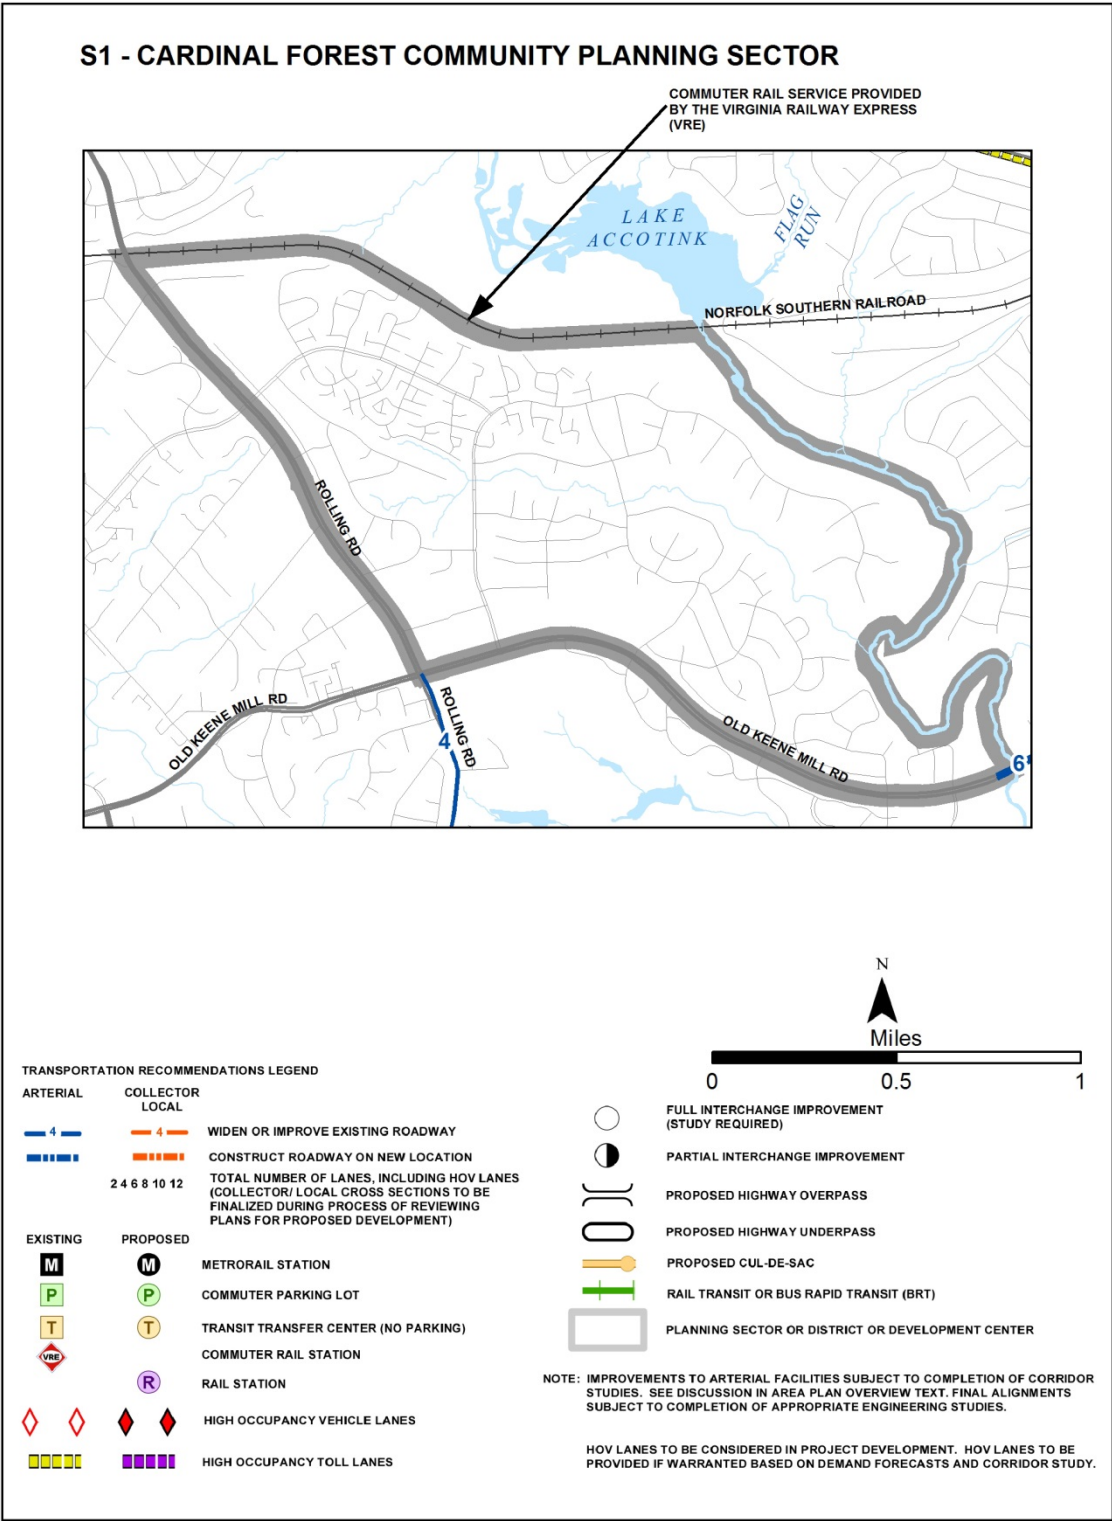 S1 - CARDINAL FOREST COMMUNITY PLANNING SECTOR
COMMUTER RAIL SERVICE PROVIDED
BY THE VIRGINIA RAILWAY EXPRESS
(VRE)
LAKE
ACCOTINK
FLAG
RUN
NORFOLK SOUTHERN RAILROAD
ROLLING RD
OLD KEENE MILL RD
ROLLING RD
4
OLD KEENE MILL RD
6*
N
Miles
0 0.5 1
TRANSPORTATION RECOMMENDATIONS LEGEND
ARTERIAL COLLECTOR
LOCAL
4 4 WIDEN OR IMPROVE EXISTING ROADWAY
CONSTRUCT ROADWAY ON NEW LOCATION
2 4 6 8 10 12 TOTAL NUMBER OF LANES, INCLUDING HOV LANES
(COLLECTOR/ LOCAL CROSS SECTIONS TO BE
FINALIZED DURING PROCESS OF REVIEWING
PLANS FOR PROPOSED DEVELOPMENT)
EXISTING PROPOSED
M M METRORAIL STATION
P P COMMUTER PARKING LOT
T T TRANSIT TRANSFER CENTER (NO PARKING)
VRE COMMUTER RAIL STATION
R RAIL STATION
HIGH OCCUPANCY VEHICLE LANES
HIGH OCCUPANCY TOLL LANES
FULL INTERCHANGE IMPROVEMENT
(STUDY REQUIRED)
PARTIAL INTERCHANGE IMPROVEMENT
PROPOSED HIGHWAY OVERPASS
PROPOSED HIGHWAY UNDERPASS
PROPOSED CUL-DE-SAC
RAIL TRANSIT OR BUS RAPID TRANSIT (BRT)
PLANNING SECTOR OR DISTRICT OR DEVELOPMENT CENTER
NOTE: IMPROVEMENTS TO ARTERIAL FACILITIES SUBJECT TO COMPLETION OF CORRIDOR
STUDIES. SEE DISCUSSION IN AREA PLAN OVERVIEW TEXT. FINAL ALIGNMENTS
SUBJECT TO COMPLETION OF APPROPRIATE ENGINEERING STUDIES.
HOV LANES TO BE CONSIDERED IN PROJECT DEVELOPMENT. HOV LANES TO BE
PROVIDED IF WARRANTED BASED ON DEMAND FORECASTS AND CORRIDOR STUDY.